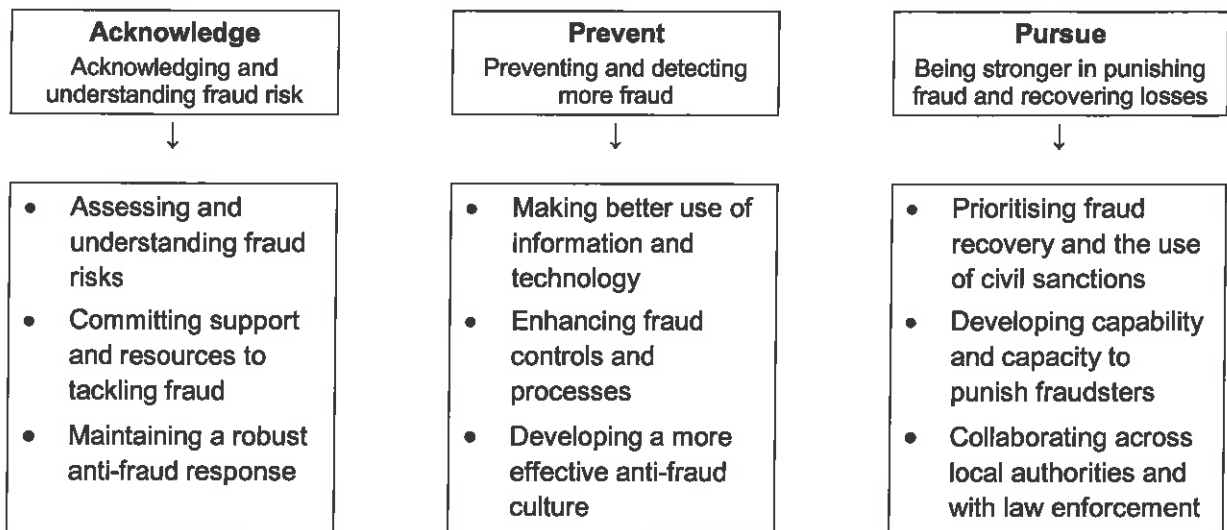 Acknowledge
Acknowledging and
understanding fraud risk
↓
• Assessing and
understanding fraud
risks
• Committing support
and resources to
tackling fraud
• Maintaining a robust
anti-fraud response
Prevent
Preventing and detecting
more fraud
↓
• Making better use of
information and
technology
• Enhancing fraud
controls and
processes
• Developing a more
effective anti-fraud
culture
Pursue
Being stronger in punishing
fraud and recovering losses
↓
• Prioritising fraud
recovery and the use
of civil sanctions
• Developing capability
and capacity to
punish fraudsters
• Collaborating across
local authorities and
with law enforcement